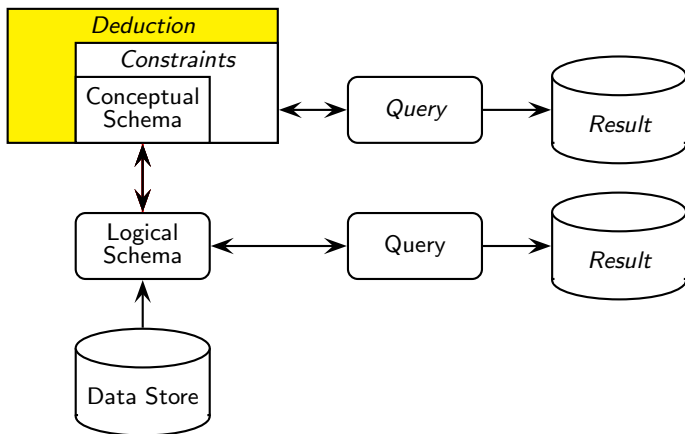 Deduction
Constraints
Conceptual
Schema
Query
Result
Logical
Schema
Query
Result
Data Store